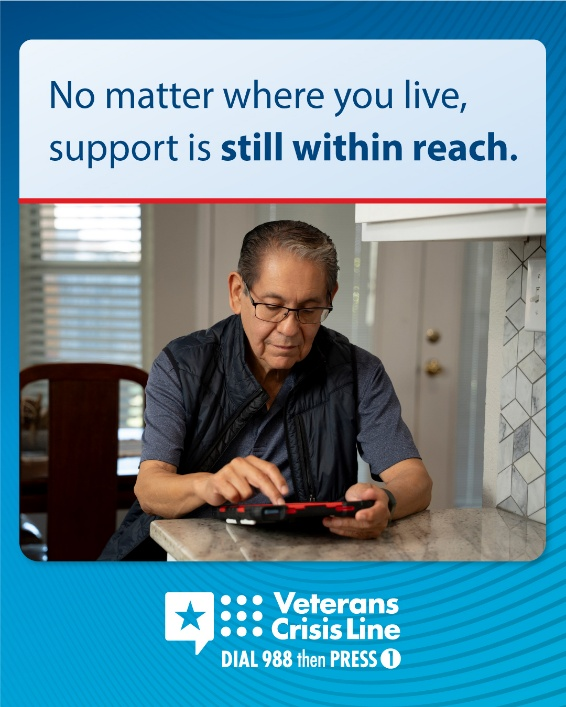 No matter where you live,
support is still within reach.
Veterans
Crisis Line
DIAL 988 then PRESS 1